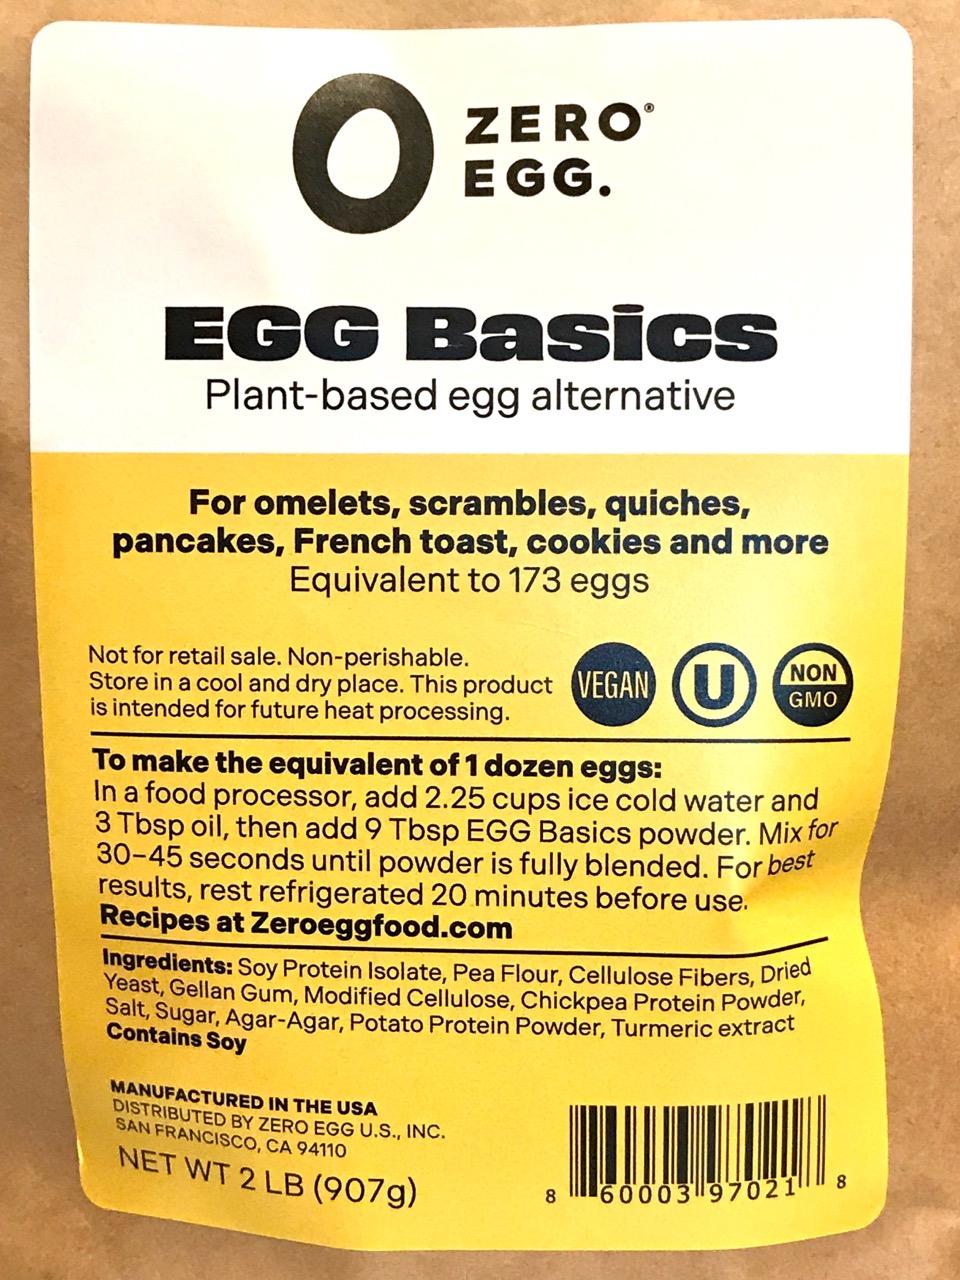 ZERO®
EGG.
EGG Basics
Plant-based egg alternative
For omelets, scrambles, quiches,
pancakes, French toast, cookies and more
Equivalent to 173 eggs
Not for retail sale. Non-perishable.
Store in a cool and dry place. This product
is intended for future heat processing.
VEGAN
U
NON
GMO
To make the equivalent of 1 dozen eggs:
In a food processor, add 2.25 cups ice cold water and
3 Tbsp oil, then add 9 Tbsp EGG Basics powder. Mix for
30–45 seconds until powder is fully blended. For best
results, rest refrigerated 20 minutes before use.
Recipes at Zeroeggfood.com
Ingredients: Soy Protein Isolate, Pea Flour, Cellulose Fibers, Dried
Yeast, Gellan Gum, Modified Cellulose, Chickpea Protein Powder,
Salt, Sugar, Agar-Agar, Potato Protein Powder, Turmeric extract
Contains Soy
MANUFACTURED IN THE USA
DISTRIBUTED BY ZERO EGG U.S., INC.
SAN FRANCISCO, CA 94110
NET WT 2 LB (907g)
8 60003 97021 8